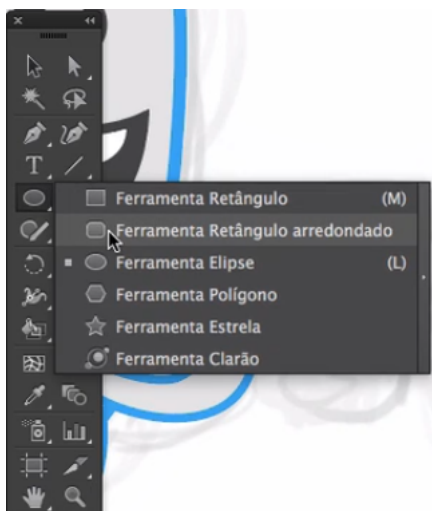 Ferramenta Retângulo (M)
Ferramenta Retângulo arredondado
Ferramenta Elipse (L)
Ferramenta Polígono
Ferramenta Estrela
Ferramenta Clarão